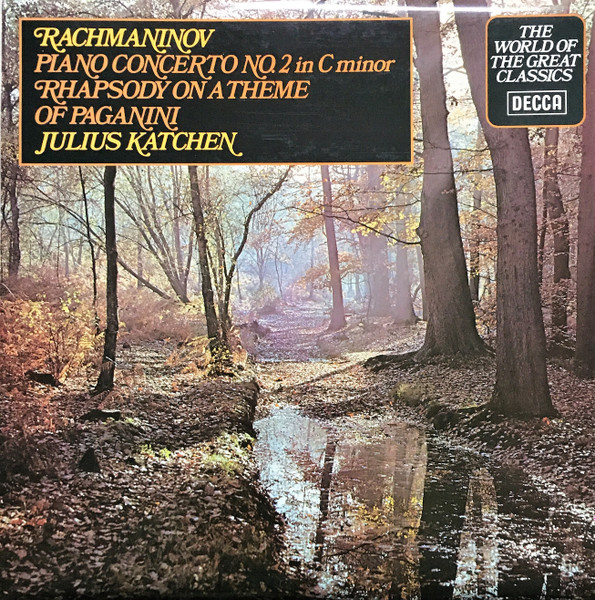 RACHMANINOV
PIANO CONCERTO NO. 2 in C minor
RHAPSODY ON A THEME
OF PAGANINI
JULIUS KATCHEN
THE
WORLD OF
THE GREAT
CLASSICS
DECCA